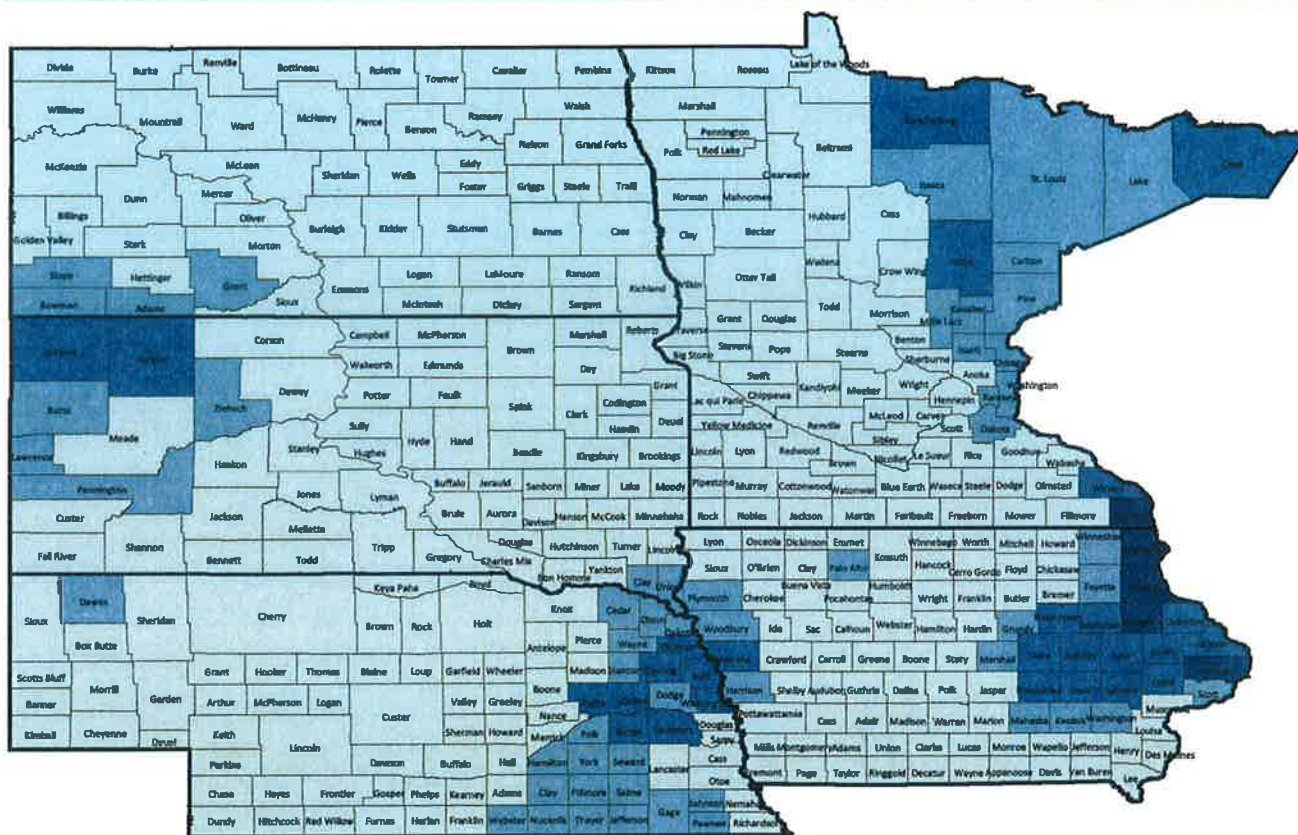 Divide Burke Renville Bottineau Rolette Towner Cavalier Pembina Kittson Roseau Lake of the Woods
Williams Mountrail Ward McHenry Pierce Benson Ramsey Walsh Marshall
Pennington
Polk Red Lake Beltrami
McKenzie McLean Sheridan Wells Eddy Nelson Grand Forks Clearwater
Foster Griggs Steele Traill Norman Mahnomen Itasca St. Louis Lake
Dunn Mercer
Billings Oliver Hubbard Cass
Golden Valley Stark Morton Burleigh Kidder Stutsman Barnes Cass Clay Becker
Slope Hettinger Grant Logan LaMoure Ransom Wadena Crow Wing Carlton
Bowman Adams Sioux Emmons McIntosh Dickey Sargent Richland Wilkin Otter Tail Todd Morrison Pine
Mille Lacs
Corson Campbell McPherson Brown Marshall Roberts Traverse Grant Douglas Benton
Walworth Edmunds Day Big Stone Stevens Pope Stearns Sherburne
Butte Ziebach Dewey Potter Faulk Spink Clark Codington Grant Swift Kandiyohi Meeker Wright Anoka Washington
Hamlin Deuel Lac qui Parle Chippewa Hennepin
Meade Sully Hyde Hand Yellow Medicine Renville McLeod Carver Scott Dakota
Lawrence Haakon Stanley Hughes Beadle Kingsbury Brookings Lincoln Lyon Redwood Brown Sibley Nicollet Le Sueur Rice Goodhue Wabasha
Pennington Jones Lyman Buffalo Jerauld Sanborn Miner Lake Moody Pipestone Murray Cottonwood Watonwan Blue Earth Waseca Steele Dodge Olmsted
Custer Jackson Mellette Brule Aurora Davison Hanson McCook Minnehaha Rock Nobles Jackson Martin Faribault Freeborn Mower Fillmore
Fall River Shannon Bennett Todd Tripp Gregory Douglas Charles Mix Hutchinson Turner Lincoln Lyon Osceola Dickinson Emmet Kossuth Winnebago Worth Mitchell Howard
Bon Homme Yankton Clay Sioux O'Brien Clay Palo Alto Hancock Cerro Gordo Floyd Chickasaw Fayette
Sioux Dawes Sheridan Cherry Keya Paha Boyd Knox Cedar Plymouth Cherokee Buena Vista Pocahontas Humboldt Wright Franklin Butler Bremer
Box Butte Brown Rock Holt Antelope Pierce Wayne Woodbury Ida Sac Calhoun Webster Hamilton Hardin
Scotts Bluff Morrill Garden Grant Hooker Thomas Blaine Loup Garfield Wheeler Madison Crawford Carroll Greene Boone Story Marshall
Banner Arthur McPherson Logan Custer Valley Greeley Boone Nance Dodge Harrison Shelby Audubon Guthrie Dallas Polk Jasper Scott
Kimball Cheyenne Deuel Keith Lincoln Sherman Howard Merrick Polk Douglas Pottawattamie Cass Adair Madison Warren Marion Mahaska Keokuk Washington Louisa
Perkins Dawson Buffalo Hall Hamilton York Seward Lancaster Sarpy Cass Mills Montgomery Adams Union Clarke Lucas Monroe Wapello Jefferson Henry Des Moines
Chase Hayes Frontier Gosper Phelps Kearney Adams Clay Fillmore Saline Otoe Page Taylor Ringgold Decatur Wayne Appanoose Davis Van Buren Lee
Dundy Hitchcock Red Willow Furnas Harlan Franklin Webster Nuckolls Thayer Jefferson Gage Johnson Nemaha
Pawnee Richardson